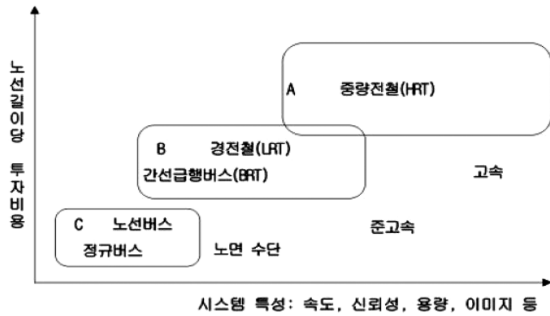 노선길이당 투자비용
A 중량전철(HRT)
B 경전철(LRT)
간선급행버스(BRT)
고속
C 노선버스
준고속
정규버스
노면 수단
시스템 특성: 속도, 신뢰성, 용량, 이미지 등